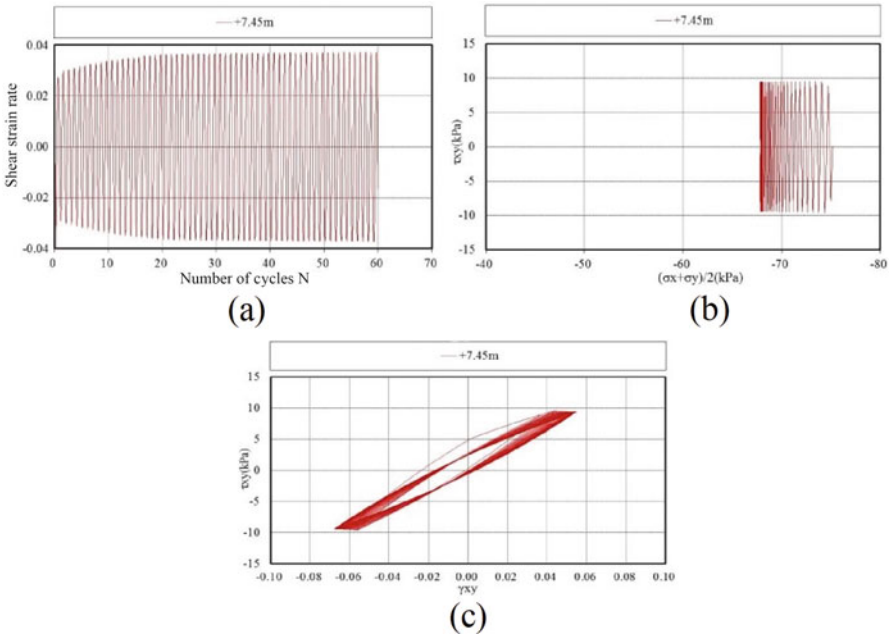 +7.45m
0.04
0.02
0.00
-0.02
-0.04
Shear strain rate
0 10 20 30 40 50 60 70
Number of cycles N
(a)
+7.45m
15
10
5
0
-5
-10
-15
τxy(kPa)
-40 -50 -60 -70 -80
(σx+σy)/2(kPa)
(b)
+7.45m
15
10
5
0
-5
-10
-15
τxy(kPa)
-0.10 -0.08 -0.06 -0.04 -0.02 0.00 0.02 0.04 0.06 0.08 0.10
γxy
(c)